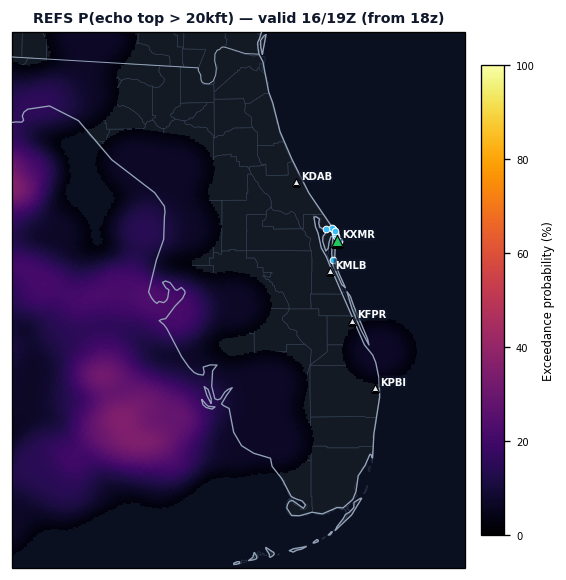 REFS P(echo top > 20kft) — valid 16/19Z (from 18z)
KDAB
KXMR
KMLB
KFPR
KPBI
100
80
60
40
20
0
Exceedance probability (%)